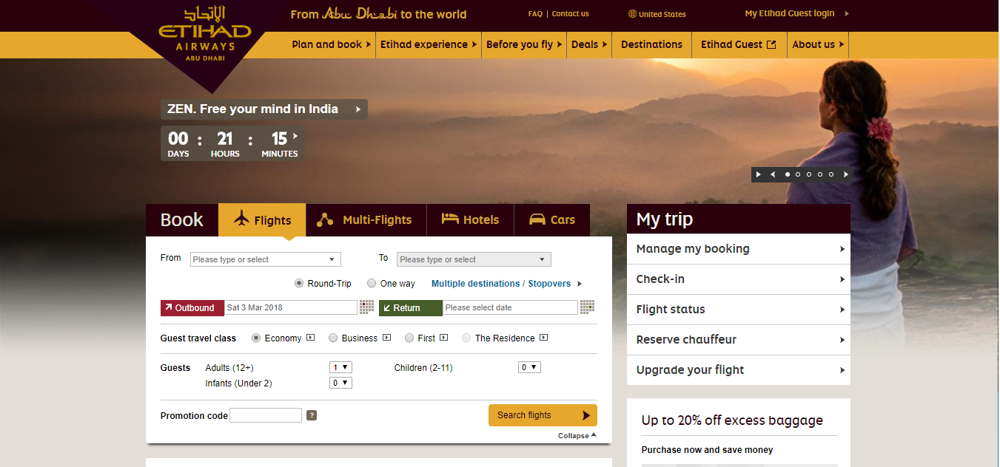 الإتحاد
ETIHAD
AIRWAYS
ABU DHABI
From Abu Dhabi to the world
FAQ | Contact us
United States
My Etihad Guest login
Plan and book
Etihad experience
Before you fly
Deals
Destinations
Etihad Guest
About us
ZEN. Free your mind in India
00 : 21 : 15
DAYS HOURS MINUTES
Book
Flights
Multi-Flights
Hotels
Cars
From Please type or select To Please type or select
Round-Trip One way Multiple destinations / Stopovers
Outbound Sat 3 Mar 2018 Return Please select date
Guest travel class Economy Business First The Residence
Guests Adults (12+) 1 Children (2-11) 0
Infants (Under 2) 0
Promotion code ? Search flights
Collapse
My trip
Manage my booking
Check-in
Flight status
Reserve chauffeur
Upgrade your flight
Up to 20% off excess baggage
Purchase now and save money